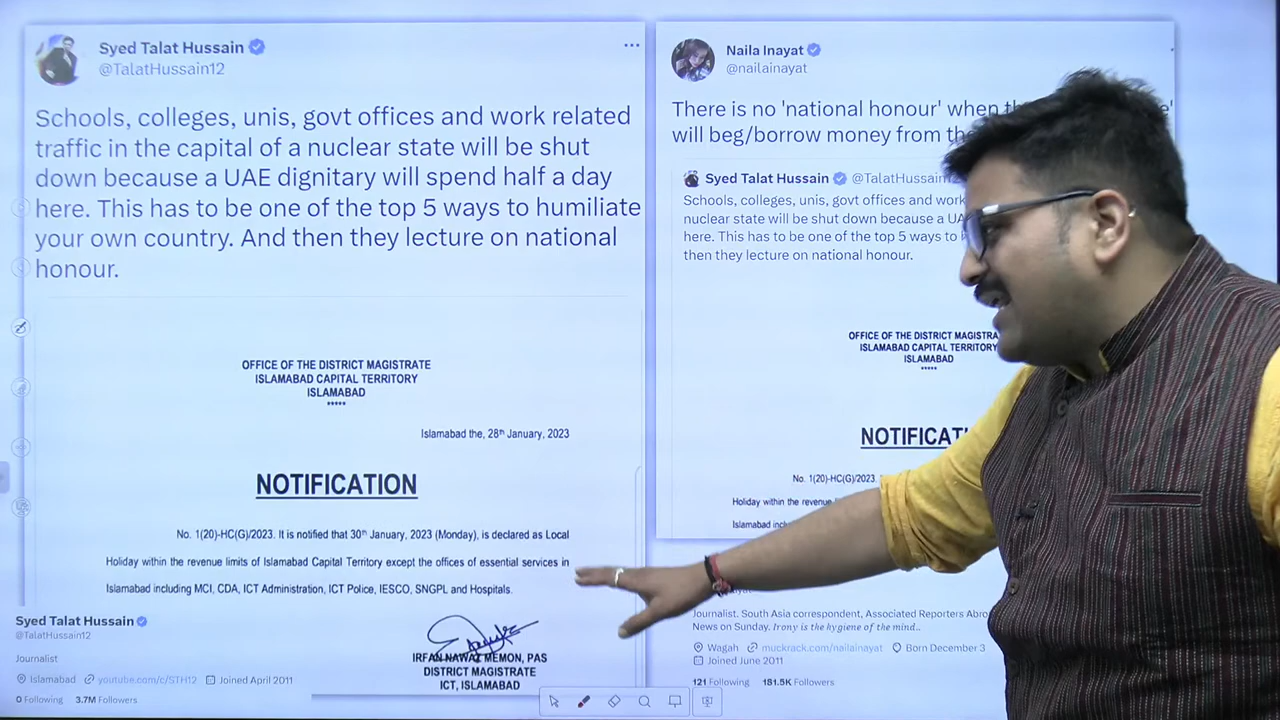 Syed Talat Hussain
@TalatHussain12
Schools, colleges, unis, govt offices and work related
traffic in the capital of a nuclear state will be shut
down because a UAE dignitary will spend half a day
here. This has to be one of the top 5 ways to humiliate
your own country. And then they lecture on national
honour.
OFFICE OF THE DISTRICT MAGISTRATE
ISLAMABAD CAPITAL TERRITORY
ISLAMABAD
*****
Islamabad the, 28th January, 2023
NOTIFICATION
No. 1(20)-HC(G)/2023. It is notified that 30th January, 2023 (Monday), is declared as Local
Holiday within the revenue limits of Islamabad Capital Territory except the offices of essential services in
Islamabad including MCI, CDA, ICT Administration, ICT Police, IESCO, SNGPL and Hospitals.
IRFAN NAWAZ MEMON, PAS
DISTRICT MAGISTRATE
ICT, ISLAMABAD
Syed Talat Hussain
@TalatHussain12
Journalist
Islamabad youtube.com/c/STH12 Joined April 2011
0 Following 3.7M Followers
Naila Inayat
@nailainayat
There is no 'national honour' when
will beg/borrow money from
Syed Talat Hussain @TalatHussain12
Schools, colleges, unis, govt offices and work
nuclear state will be shut down because a
here. This has to be one of the top 5 ways to
then they lecture on national honour.
OFFICE OF THE DISTRICT
ISLAMABAD CAPITAL TERRITORY
ISLAMABAD
*****
No. 1(20)-HC(G)/2023.
Holiday within the
Journalist. South Asia correspondent, Associated Reporters
News on Sunday. Irony is the hygiene of the mind..
Wagah muckrack.com/nailainayat Born December 3
Joined June 2011
121 Following 181.5K Followers